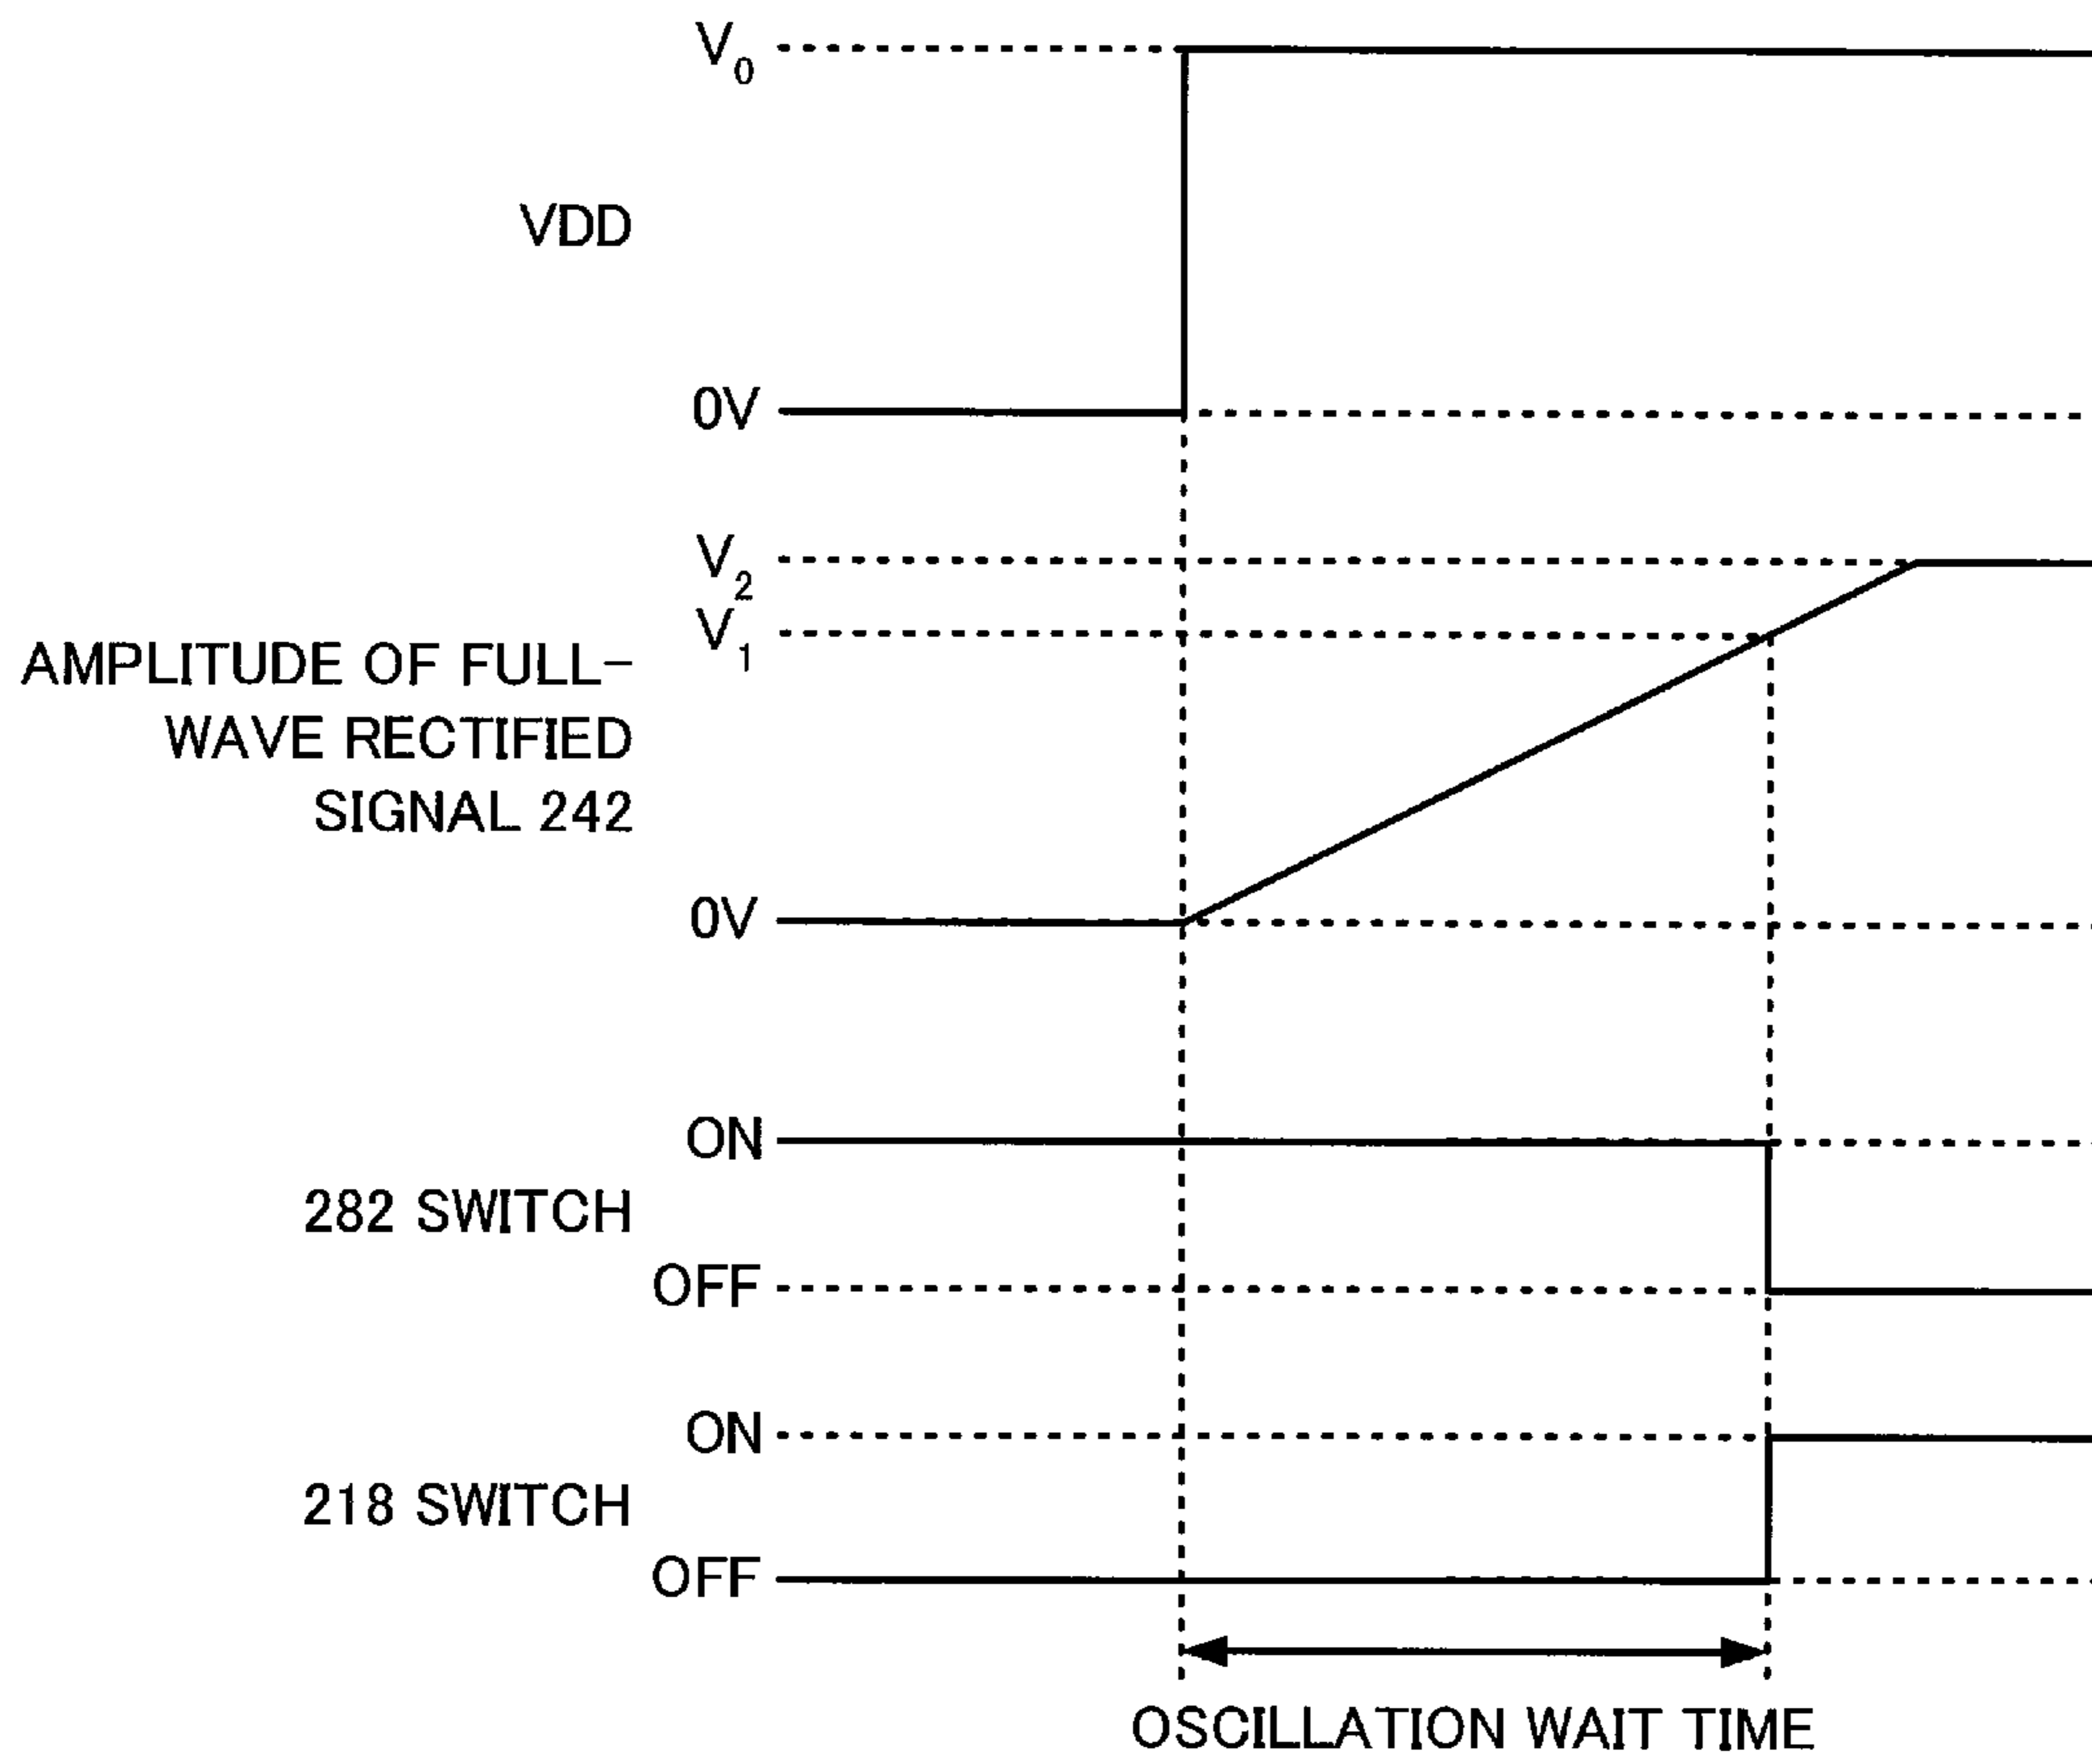 V0
VDD
0V
V2
V1
AMPLITUDE OF FULL-
WAVE RECTIFIED
SIGNAL 242
0V
ON
282 SWITCH
OFF
ON
218 SWITCH
OFF
OSCILLATION WAIT TIME